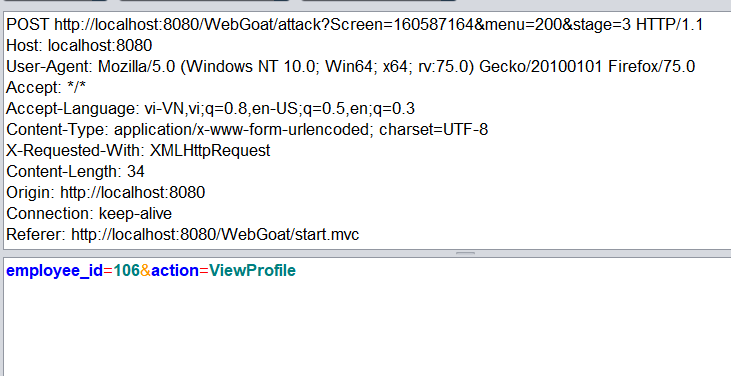 POST http://localhost:8080/WebGoat/attack?Screen=160587164&menu=200&stage=3 HTTP/1.1
Host: localhost:8080
User-Agent: Mozilla/5.0 (Windows NT 10.0; Win64; x64; rv:75.0) Gecko/20100101 Firefox/75.0
Accept: */*
Accept-Language: vi-VN,vi;q=0.8,en-US;q=0.5,en;q=0.3
Content-Type: application/x-www-form-urlencoded; charset=UTF-8
X-Requested-With: XMLHttpRequest
Content-Length: 34
Origin: http://localhost:8080
Connection: keep-alive
Referer: http://localhost:8080/WebGoat/start.mvc
employee_id=106&action=ViewProfile